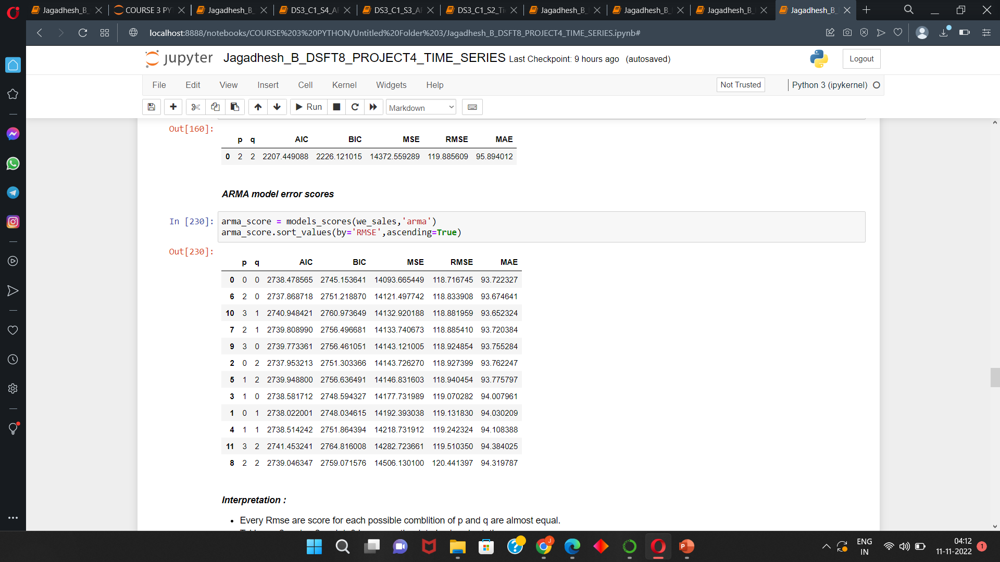 Jagadhesh_B_
COURSE 3 PY
Jagadhesh_B_
DS3_C1_S4_A
DS3_C1_S3_A
DS3_C1_S2_Ti
Jagadhesh_B_
Jagadhesh_B_
Jagadhesh_B_
Jagadhesh_B_
localhost:8888/notebooks/COURSE%203%20PYTHON/Untitled%20Folder%203/Jagadhesh_B_DSFT8_PROJECT4_TIME_SERIES.ipynb#
jupyter Jagadhesh_B_DSFT8_PROJECT4_TIME_SERIES Last Checkpoint: 9 hours ago (autosaved)
Logout
File Edit View Insert Cell Kernel Widgets Help
Not Trusted
Python 3 (ipykernel)
Run
Markdown
Out[160]:
p q AIC BIC MSE RMSE MAE
0 2 2 2207.449088 2226.121015 14372.559289 119.885609 95.894012
ARMA model error scores
In [230]: arma_score = models_scores(we_sales,'arma')
arma_score.sort_values(by='RMSE',ascending=True)
Out[230]:
p q AIC BIC MSE RMSE MAE
0 0 0 2738.478565 2745.153641 14093.665449 118.716745 93.722327
6 2 0 2737.868718 2751.218870 14121.497742 118.833908 93.674641
10 3 1 2740.948421 2760.973649 14132.920188 118.881959 93.652324
7 2 1 2739.808990 2756.496681 14133.740673 118.885410 93.720384
9 3 0 2739.773361 2756.461051 14143.121005 118.924854 93.755284
2 0 2 2737.953213 2751.303366 14143.726270 118.927399 93.762247
5 1 2 2739.948800 2756.636491 14146.831603 118.940454 93.775797
3 1 0 2738.581712 2748.594327 14177.731989 119.070282 94.007961
1 0 1 2738.022001 2748.034615 14192.393038 119.131830 94.030209
4 1 1 2738.514242 2751.864394 14218.731912 119.242324 94.108388
11 3 2 2741.453241 2764.816008 14282.723661 119.510350 94.384025
8 2 2 2739.046347 2759.071576 14506.130100 120.441397 94.319787
Interpretation :
• Every Rmse are score for each possible comblition of p and q are almost equal.
ENG
IN
04:12
11-11-2022
1